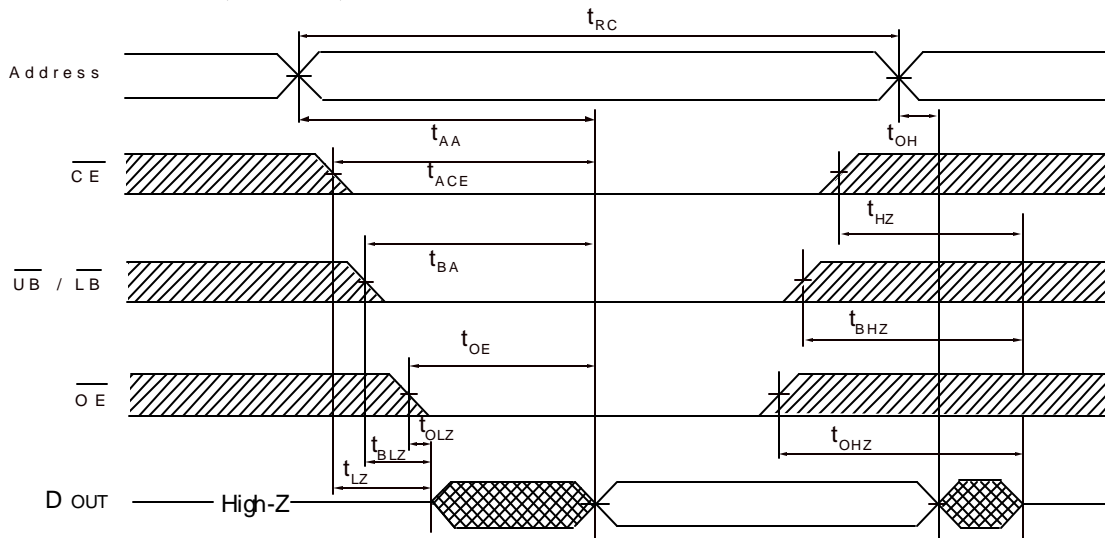 tRC
Address
tAA
tOH
CE
tACE
tHZ
UB / LB
tBA
tBHZ
tOE
OE
tOLZ
tOHZ
tBLZ
tLZ
D OUT
High-Z